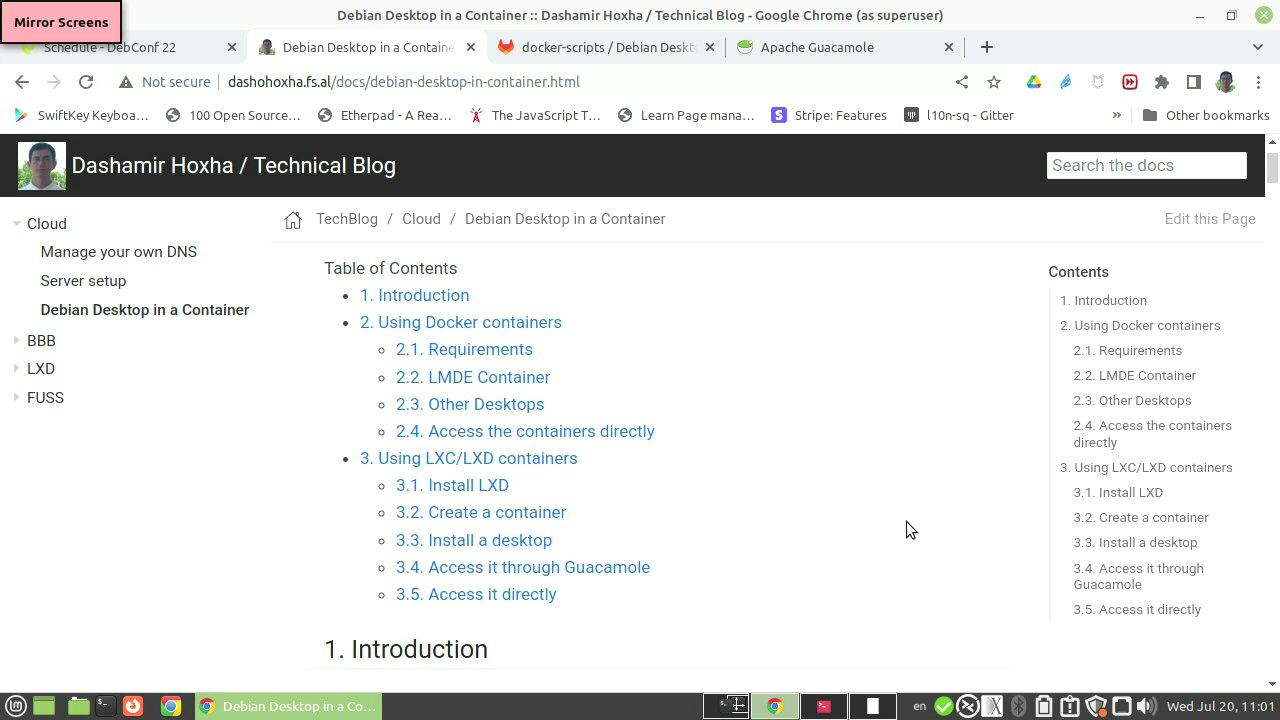 Mirror Screens
Debian Desktop in a Container :: Dashamir Hoxha / Technical Blog - Google Chrome (as superuser)
Schedule - DebConf 22
Debian Desktop in a Containe
docker-scripts / Debian Deskt
Apache Guacamole
Not secure
dashohoxha.fs.al/docs/debian-desktop-in-container.html
SwiftKey Keyboa…
100 Open Source…
Etherpad - A Rea…
The JavaScript T…
Learn Page mana…
Stripe: Features
l10n-sq - Gitter
»
Other bookmarks
Dashamir Hoxha / Technical Blog
Search the docs
Cloud
Manage your own DNS
Server setup
Debian Desktop in a Container
BBB
LXD
FUSS
TechBlog / Cloud / Debian Desktop in a Container
Edit this Page
Table of Contents
1. Introduction
2. Using Docker containers
2.1. Requirements
2.2. LMDE Container
2.3. Other Desktops
2.4. Access the containers directly
3. Using LXC/LXD containers
3.1. Install LXD
3.2. Create a container
3.3. Install a desktop
3.4. Access it through Guacamole
3.5. Access it directly
1. Introduction
Contents
1. Introduction
2. Using Docker containers
2.1. Requirements
2.2. LMDE Container
2.3. Other Desktops
2.4. Access the containers
directly
3. Using LXC/LXD containers
3.1. Install LXD
3.2. Create a container
3.3. Install a desktop
3.4. Access it through
Guacamole
3.5. Access it directly
Debian Desktop in a Co…
en
Wed Jul 20, 11:01